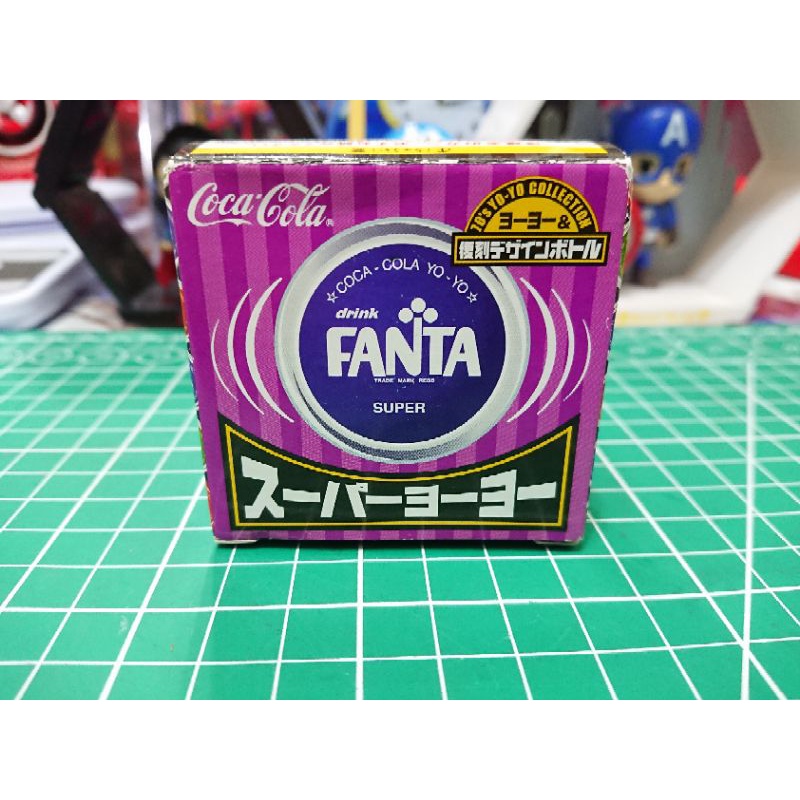 Coca-Cola®
70's YO-YO COLLECTION
ヨーヨー&
復刻デザインボトル
☆COCA-COLA YO-YO☆
drink
FANTA
TRADE MARK REGD
SUPER
スーパーヨーヨー
A